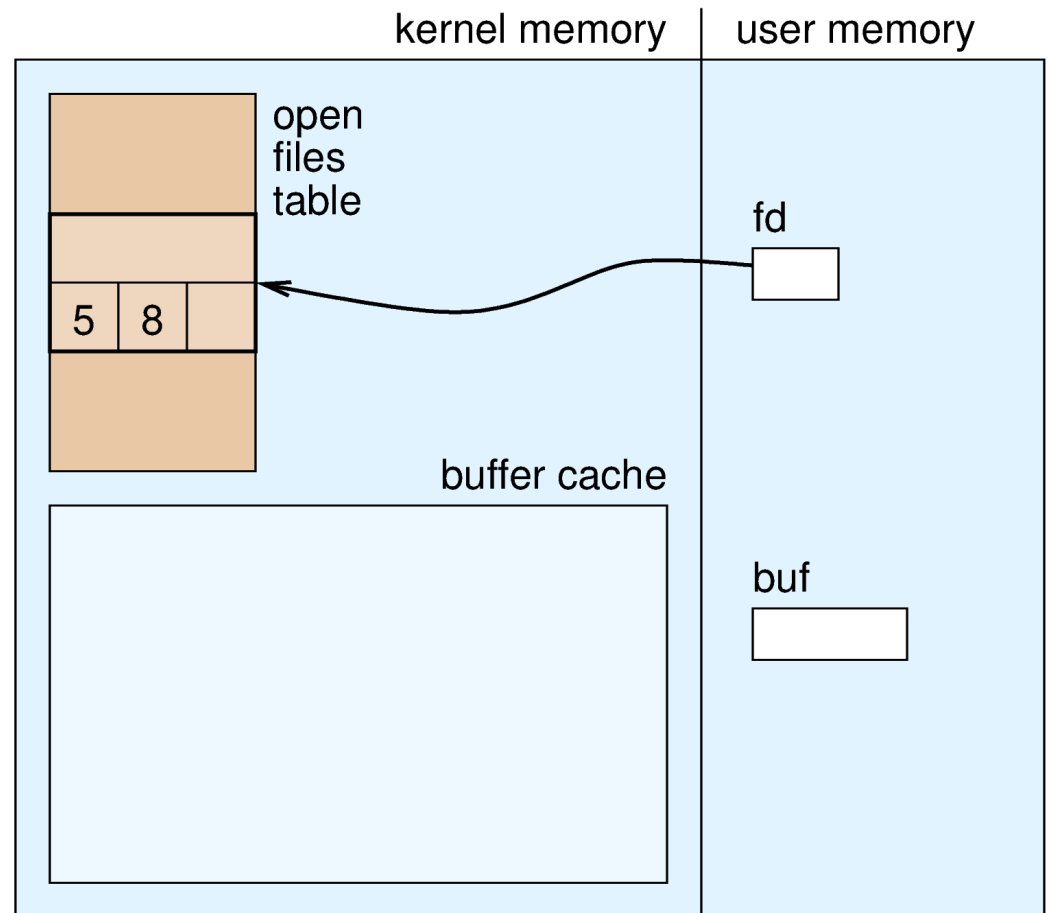 kernel memory
user memory
open
files
table
fd
5 8
buffer cache
buf